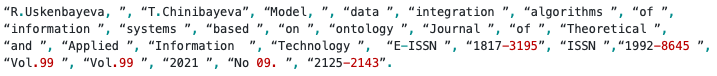 “R.Uskenbayeva, ”, “T.Chinibayeva”, “Model, ”, “data ”, “integration ”, “algorithms ”, “of ”,
“information ”, “systems ”, “based ”, “on ”, “ontology ”, “Journal ”, “of ”, “Theoretical ”,
“and ”, “Applied ”, “Information  ”, “Technology ”,  “E-ISSN ”, “1817-3195”, “ISSN ”,“1992-8645 ”,
“Vol.99 ”, “Vol.99 ”, “2021 ”, “No 09. ”, “2125-2143”.